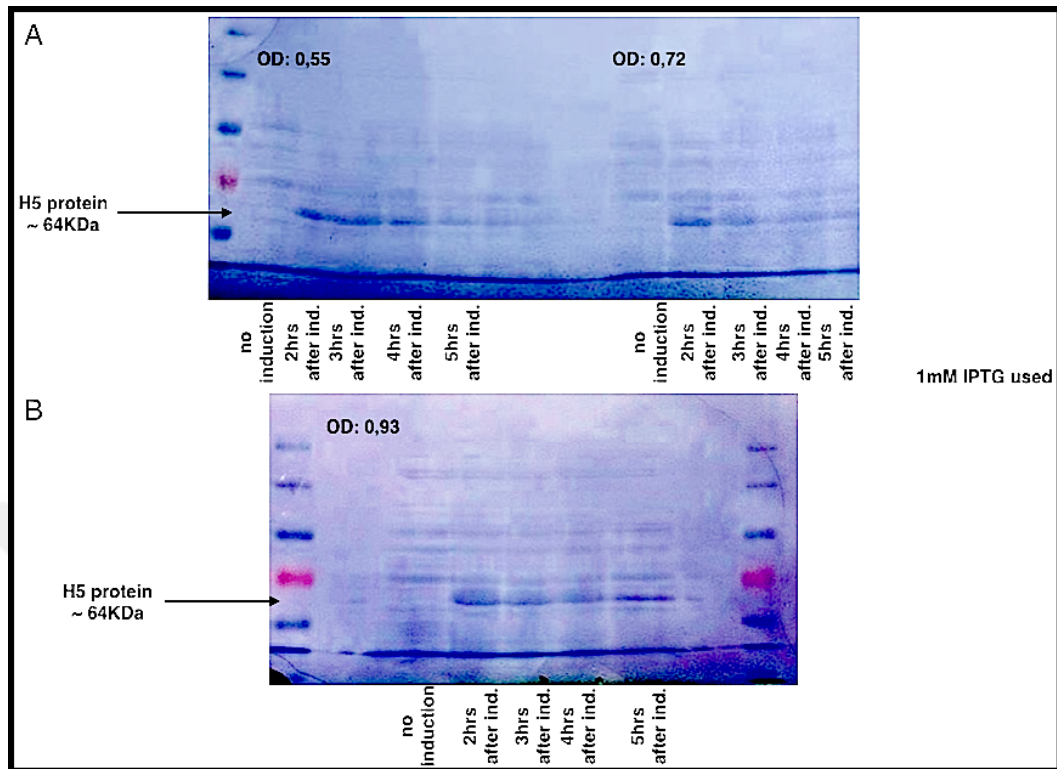 A
OD: 0,55
OD: 0,72
H5 protein
~ 64KDa
no
induction
2hrs
after ind.
3hrs
after ind.
4hrs
after ind.
5hrs
after ind.
no
induction
2hrs
after ind.
3hrs
after ind.
4hrs
after ind.
5hrs
after ind.
1mM IPTG used
B
OD: 0,93
H5 protein
~ 64KDa
no
induction
2hrs
after ind.
3hrs
after ind.
4hrs
after ind.
5hrs
after ind.